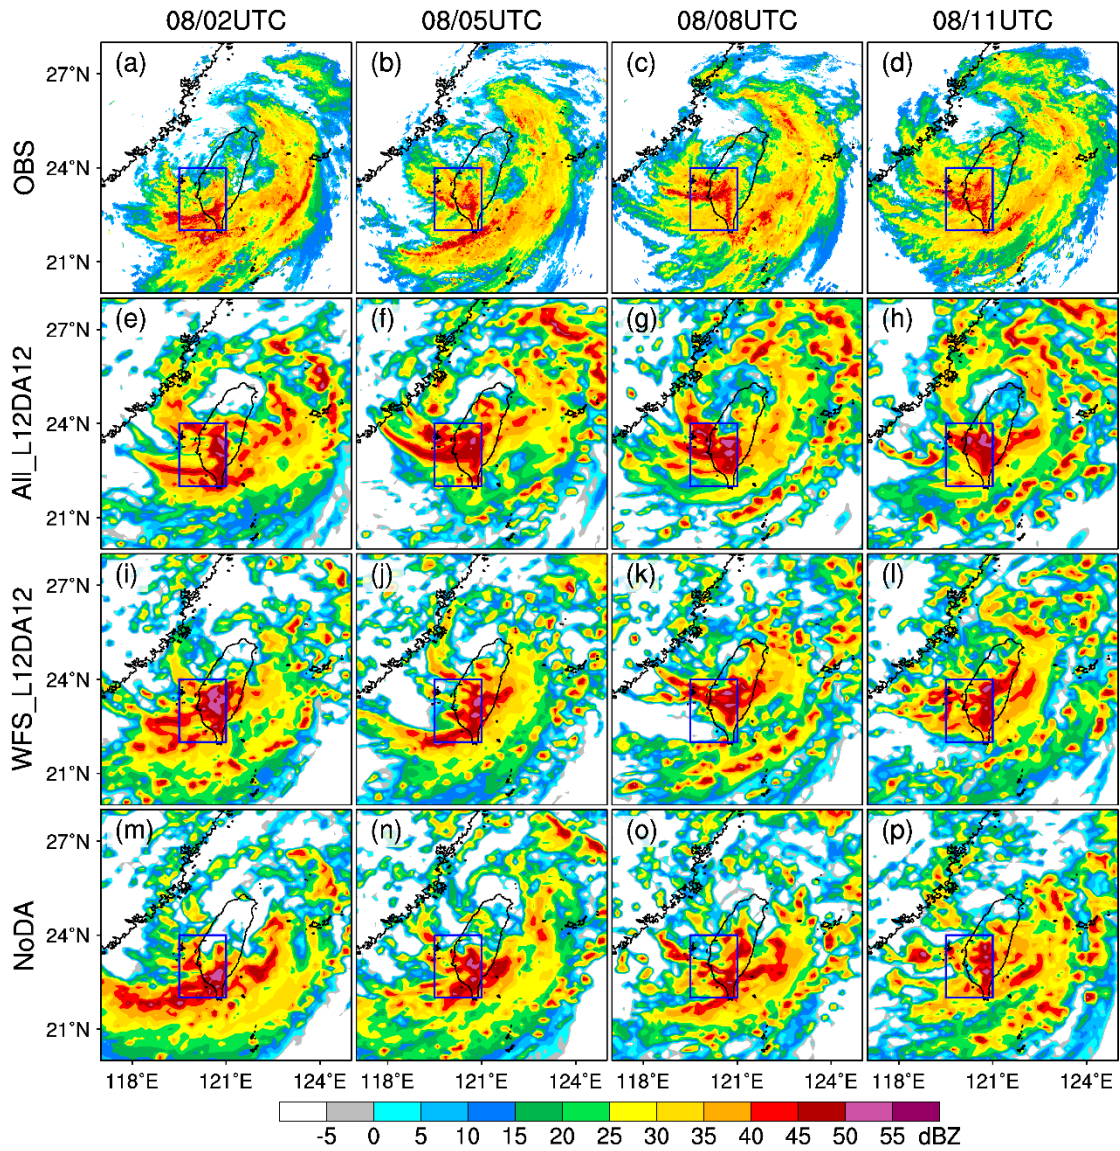 08/02UTC 08/05UTC 08/08UTC 08/11UTC
OBS
27°N
24°N
21°N
(a) (b) (c) (d)
All_L12DA12
27°N
24°N
21°N
(e) (f) (g) (h)
WFS_L12DA12
27°N
24°N
21°N
(i) (j) (k) (l)
NoDA
27°N
24°N
21°N
(m) (n) (o) (p)
118°E 121°E 124°E 118°E 121°E 124°E 118°E 121°E 124°E 118°E 121°E 124°E
-5 0 5 10 15 20 25 30 35 40 45 50 55 dBZ